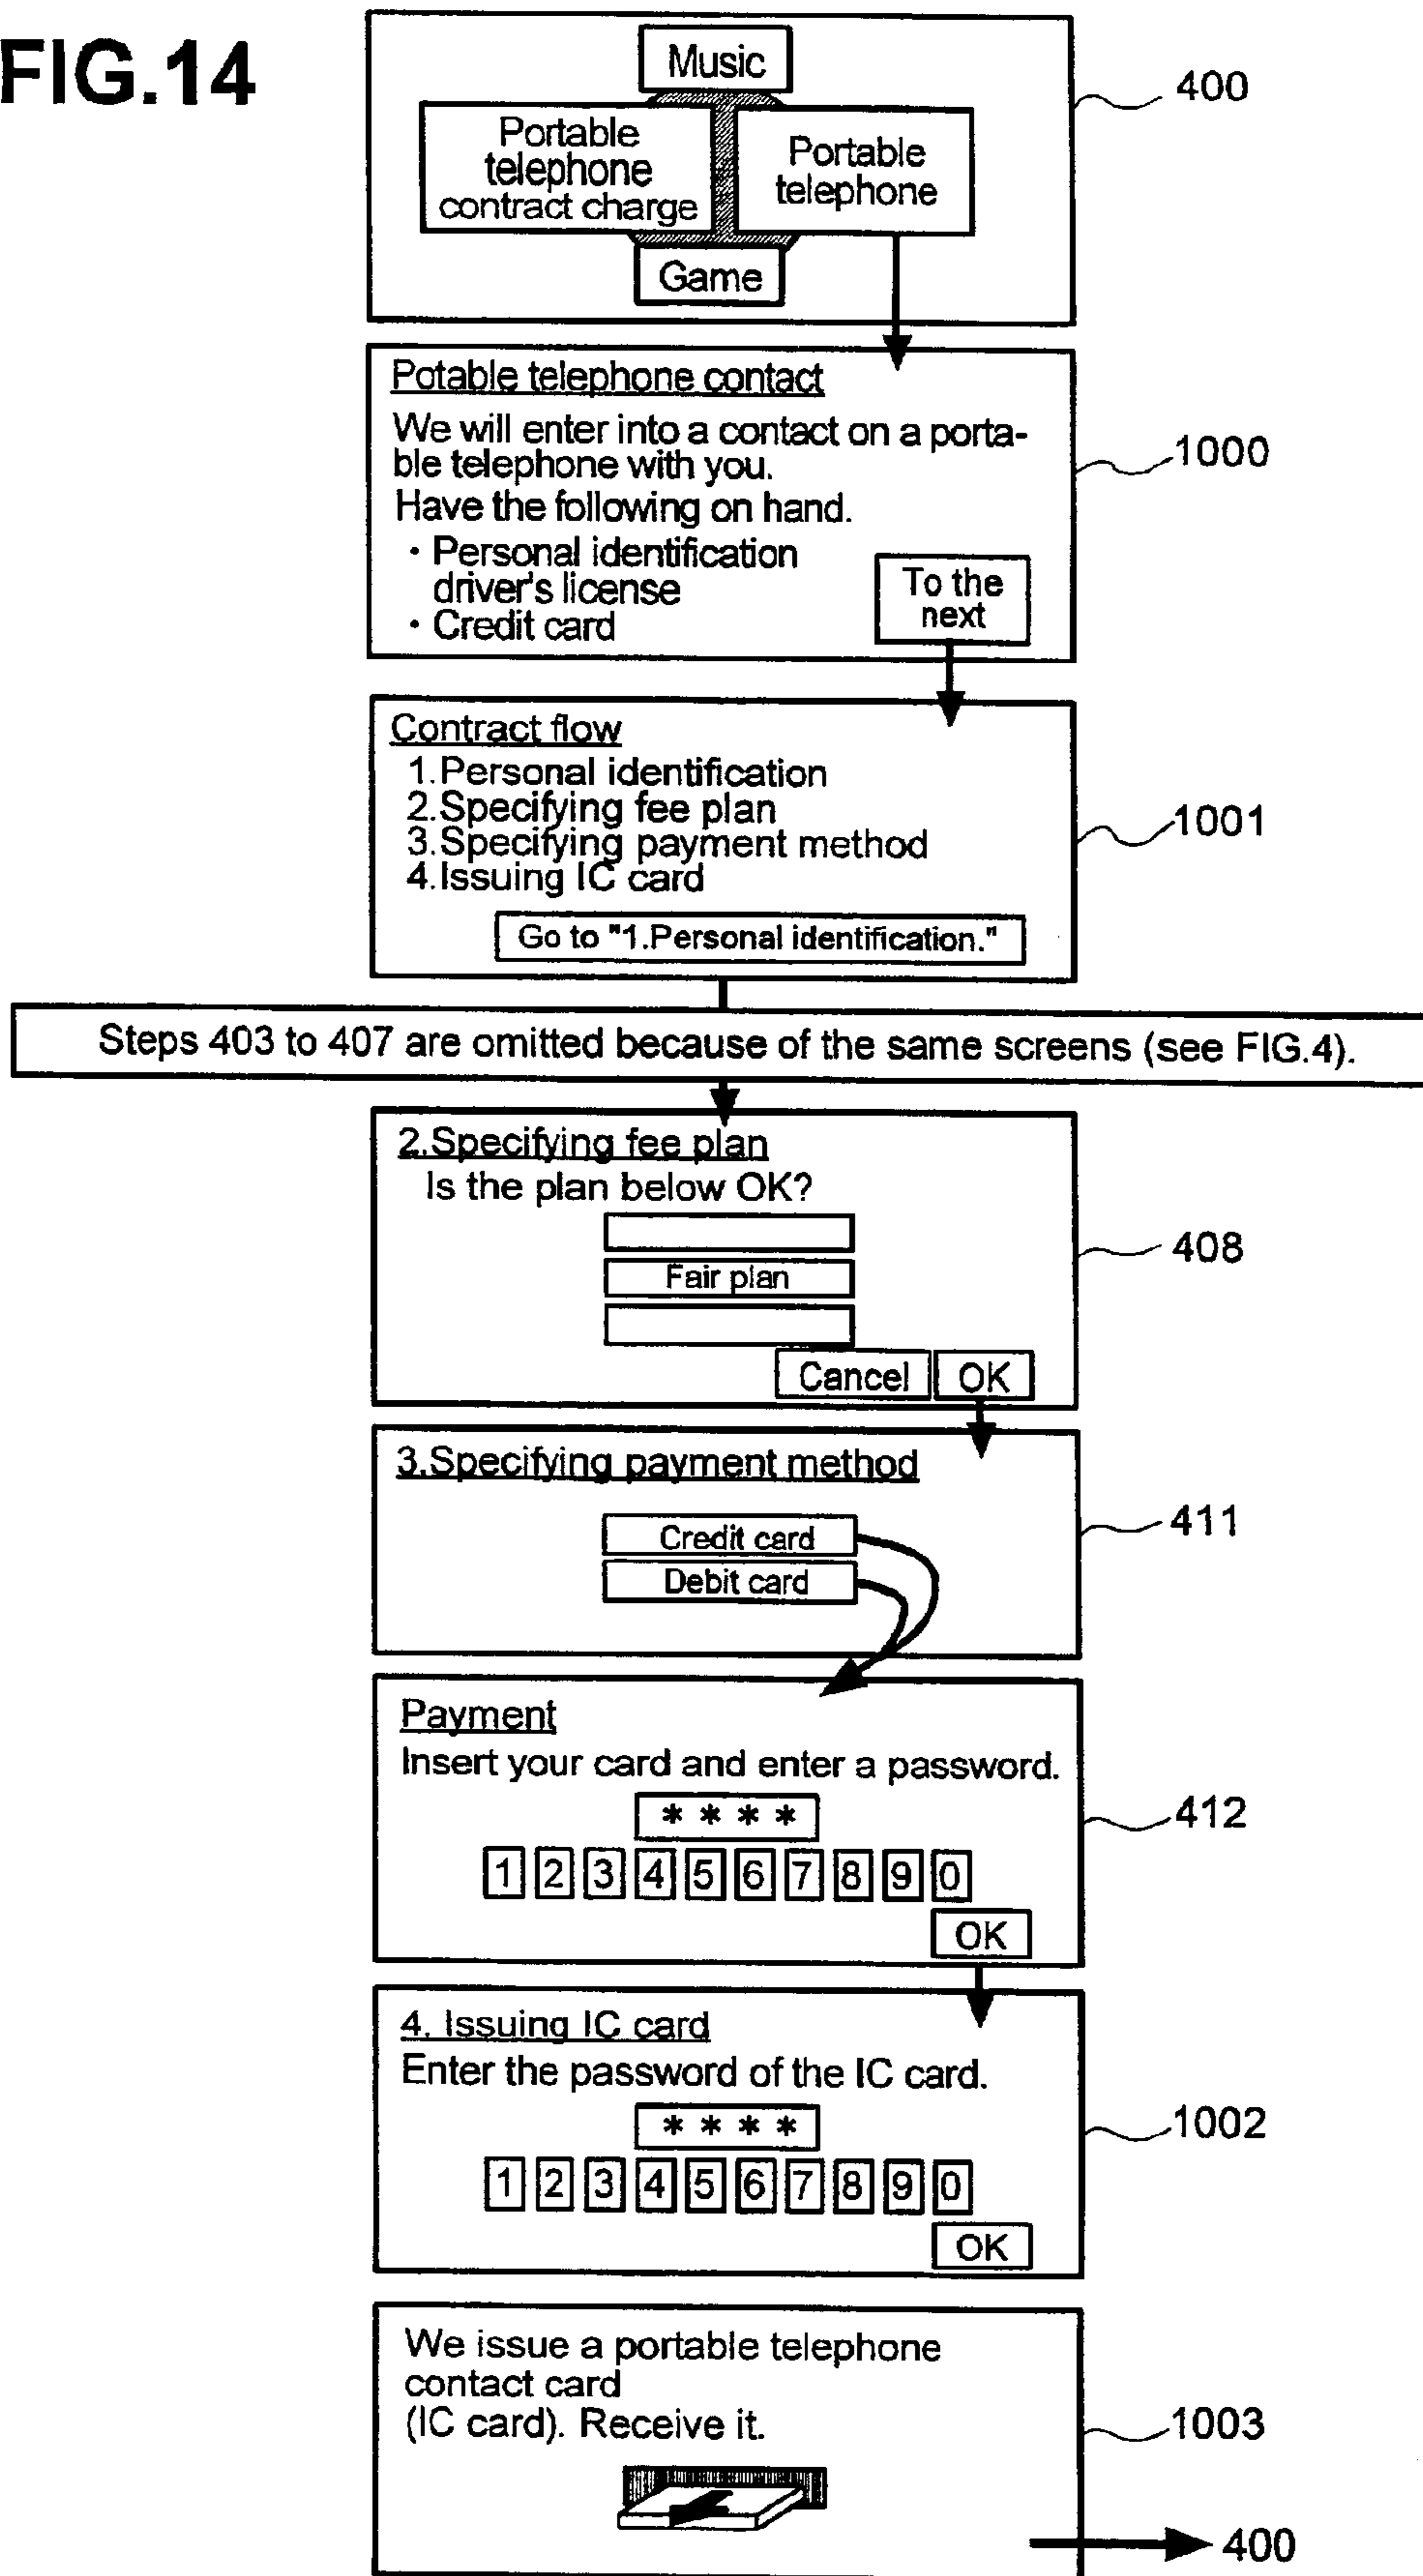 FIG.14
Music
400
Portable
telephone
contract charge
Portable
telephone
Game
Potable telephone contact
We will enter into a contact on a porta-
ble telephone with you.
Have the following on hand.
· Personal identification
driver's license
· Credit card
To the
next
1000
Contract flow
1.Personal identification
2.Specifying fee plan
3.Specifying payment method
4.Issuing IC card
Go to "1.Personal identification."
1001
Steps 403 to 407 are omitted because of the same screens (see FIG.4).
2.Specifying fee plan
Is the plan below OK?
Fair plan
Cancel
OK
408
3.Specifying payment method
Credit card
Debit card
411
Payment
Insert your card and enter a password.
* * * *
1 2 3 4 5 6 7 8 9 0
OK
412
4. Issuing IC card
Enter the password of the IC card.
* * * *
1 2 3 4 5 6 7 8 9 0
OK
1002
We issue a portable telephone
contact card
(IC card). Receive it.
1003
400